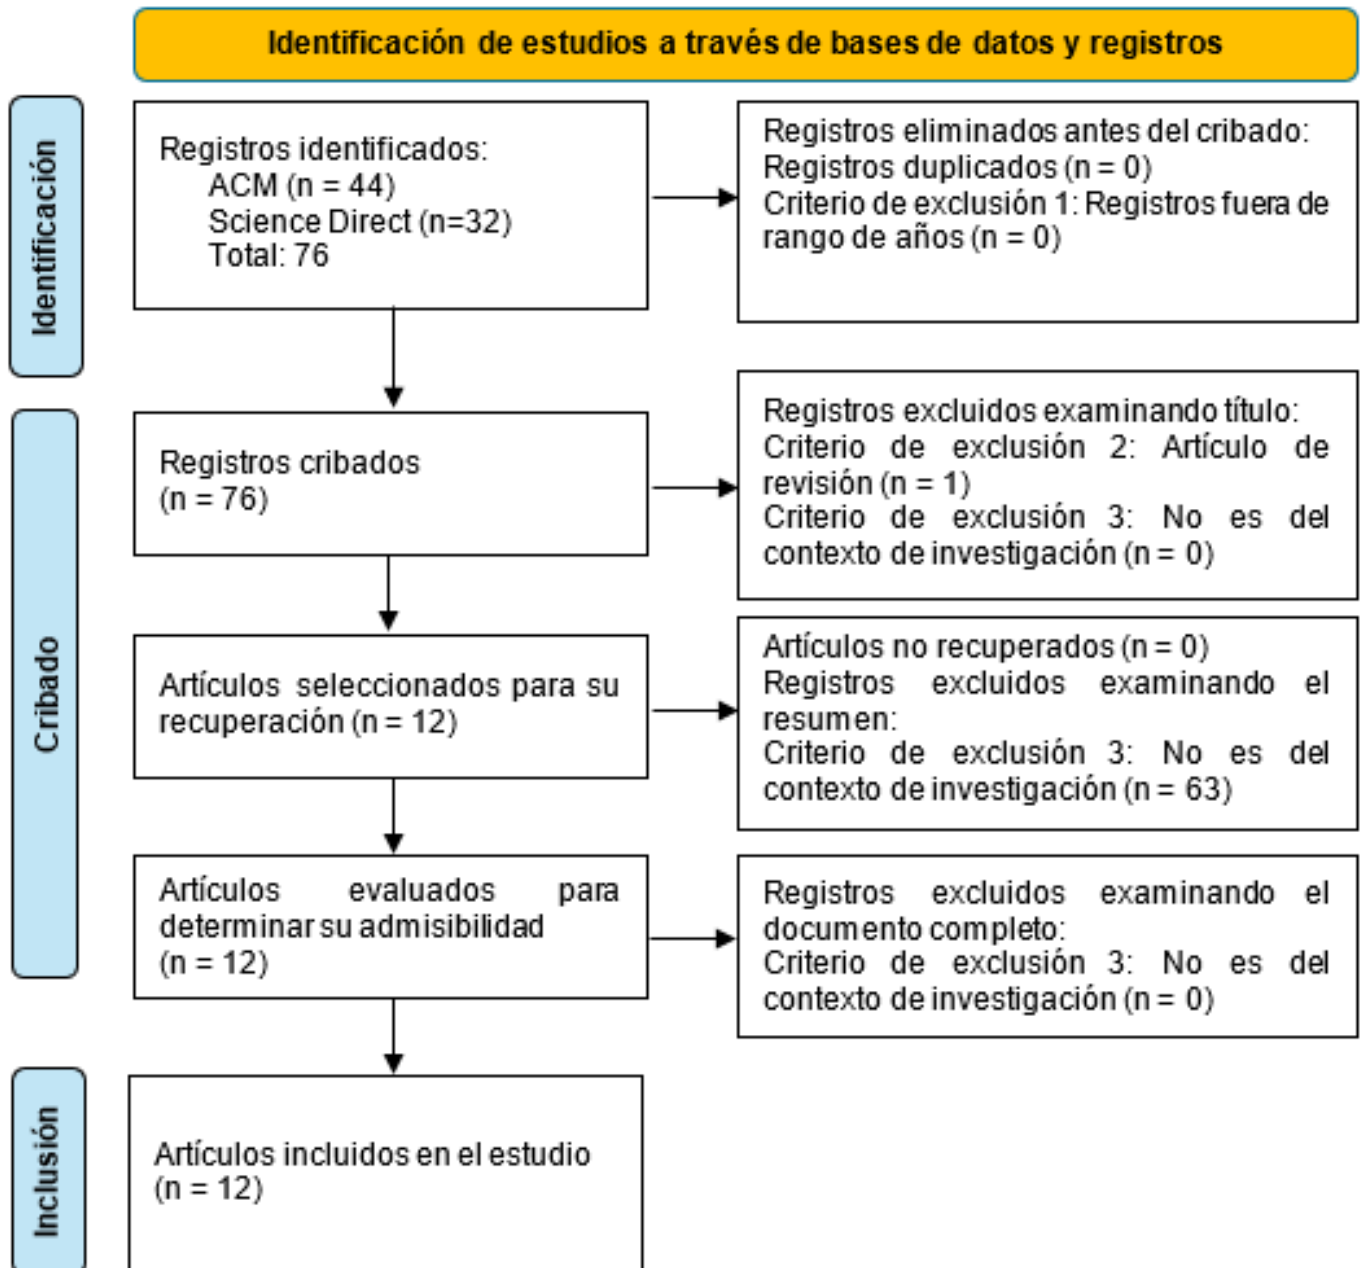 Identificación de estudios a través de bases de datos y registros
Identificación
Registros identificados:
ACM (n = 44)
Science Direct (n=32)
Total: 76
Registros eliminados antes del cribado:
Registros duplicados (n = 0)
Criterio de exclusión 1: Registros fuera de
rango de años (n = 0)
Cribado
Registros cribados
(n = 76)
Registros excluidos examinando título:
Criterio de exclusión 2: Artículo de
revisión (n = 1)
Criterio de exclusión 3: No es del
contexto de investigación (n = 0)
Artículos seleccionados para su
recuperación (n = 12)
Artículos no recuperados (n = 0)
Registros excluidos examinando el
resumen:
Criterio de exclusión 3: No es del
contexto de investigación (n = 63)
Artículos evaluados para
determinar su admisibilidad
(n = 12)
Registros excluidos examinando el
documento completo:
Criterio de exclusión 3: No es del
contexto de investigación (n = 0)
Inclusión
Artículos incluidos en el estudio
(n = 12)